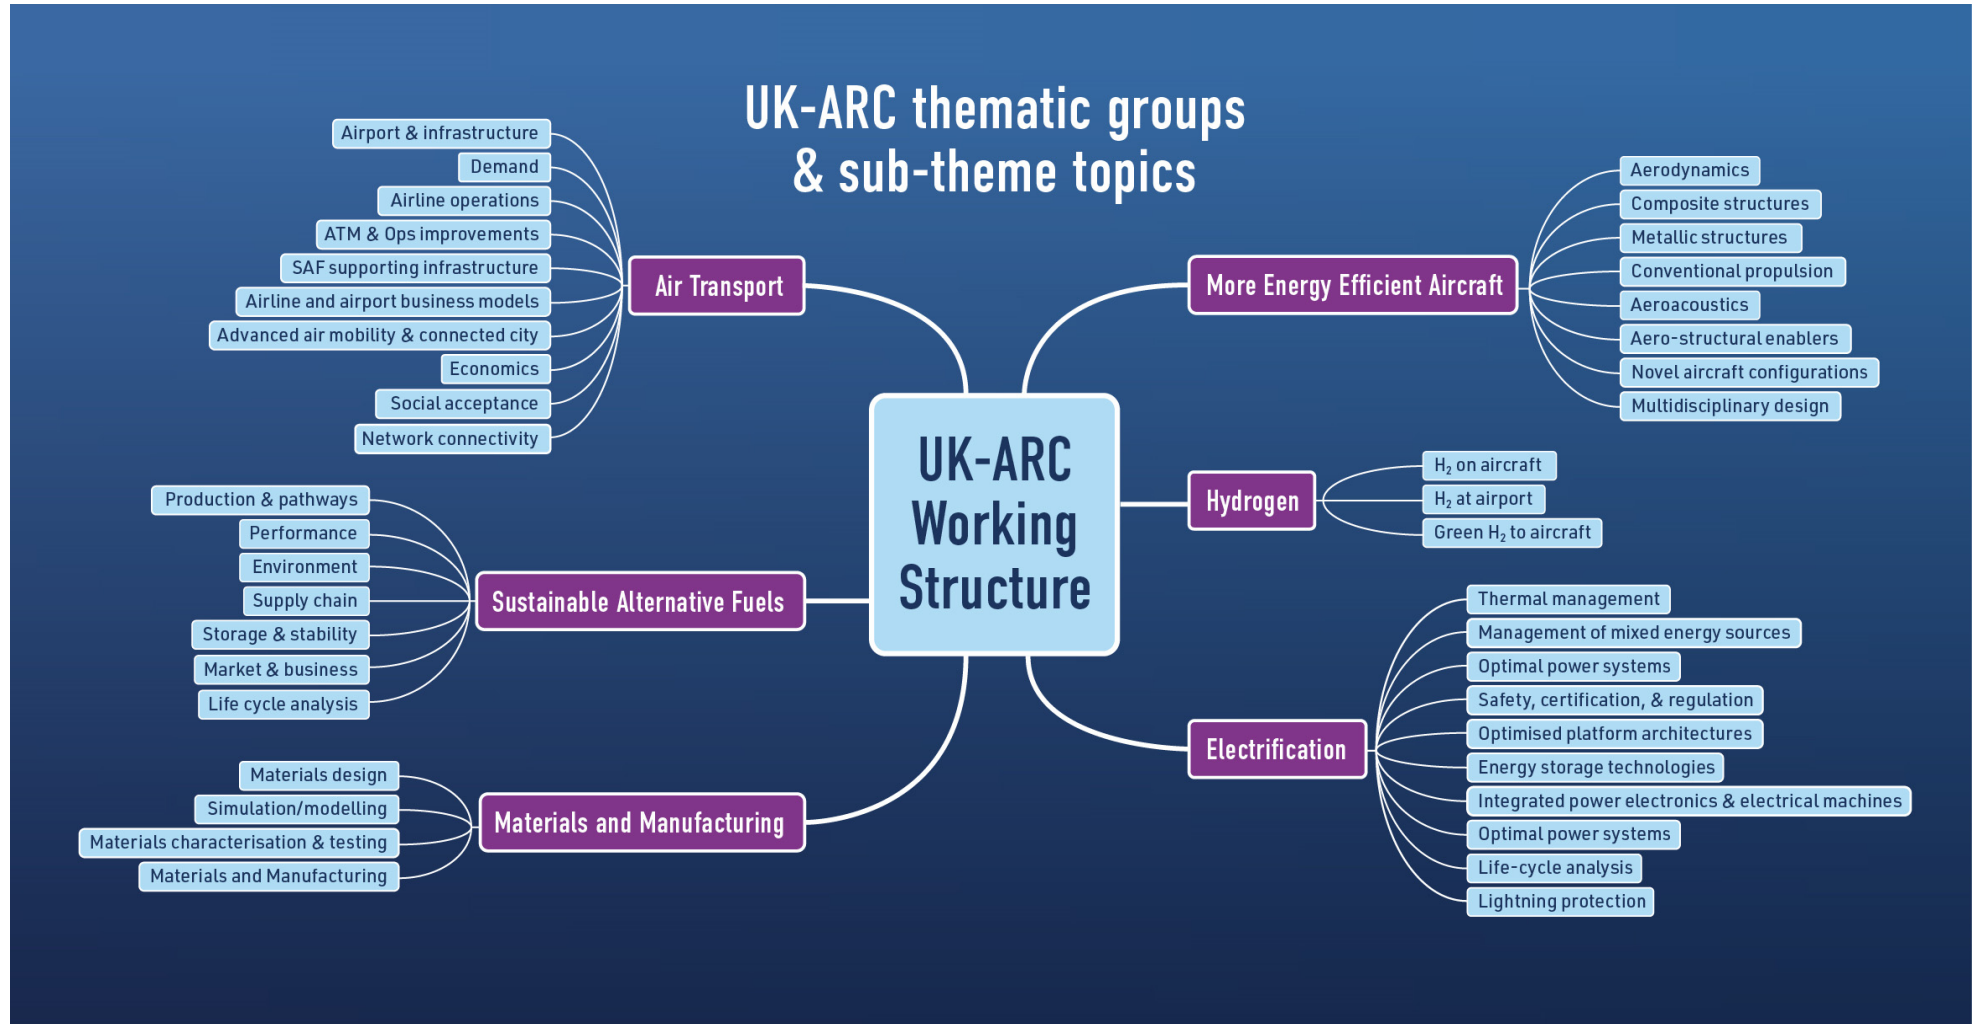 UK-ARC thematic groups
& sub-theme topics
Airport & infrastructure
Demand
Airline operations
ATM & Ops improvements
SAF supporting infrastructure
Airline and airport business models
Advanced air mobility & connected city
Economics
Social acceptance
Network connectivity
Air Transport
Production & pathways
Performance
Environment
Supply chain
Storage & stability
Market & business
Life cycle analysis
Sustainable Alternative Fuels
Materials design
Simulation/modelling
Materials characterisation & testing
Materials and Manufacturing
Materials and Manufacturing
UK-ARC
Working
Structure
More Energy Efficient Aircraft
Aerodynamics
Composite structures
Metallic structures
Conventional propulsion
Aeroacoustics
Aero-structural enablers
Novel aircraft configurations
Multidisciplinary design
Hydrogen
H₂ on aircraft
H₂ at airport
Green H₂ to aircraft
Electrification
Thermal management
Management of mixed energy sources
Optimal power systems
Safety, certification, & regulation
Optimised platform architectures
Energy storage technologies
Integrated power electronics & electrical machines
Optimal power systems
Life-cycle analysis
Lightning protection